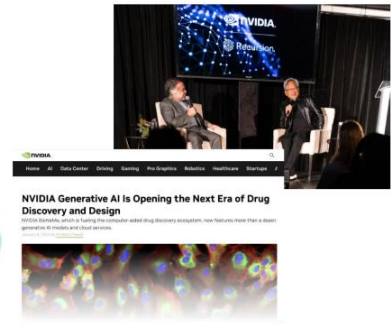 NVIDIA.
Recursion.
NVIDIA
Home AI Data Center Driving Gaming Pro Graphics Robotics Healthcare Startups
NVIDIA Generative AI Is Opening the Next Era of Drug
Discovery and Design
NVIDIA BioNeMo, which is fueling the computer-aided drug discovery ecosystem, now features more than a dozen
generative AI models and cloud services.